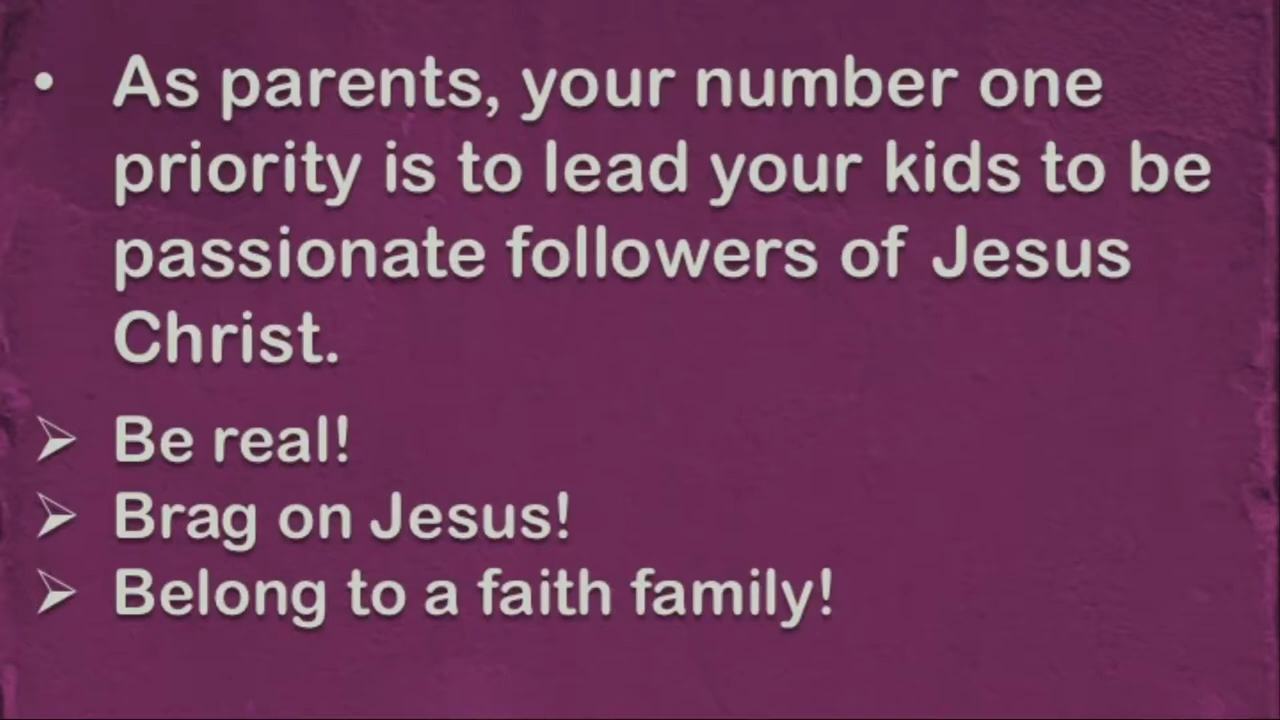 • As parents, your number one
priority is to lead your kids to be
passionate followers of Jesus
Christ.
➢ Be real!
➢ Brag on Jesus!
➢ Belong to a faith family!